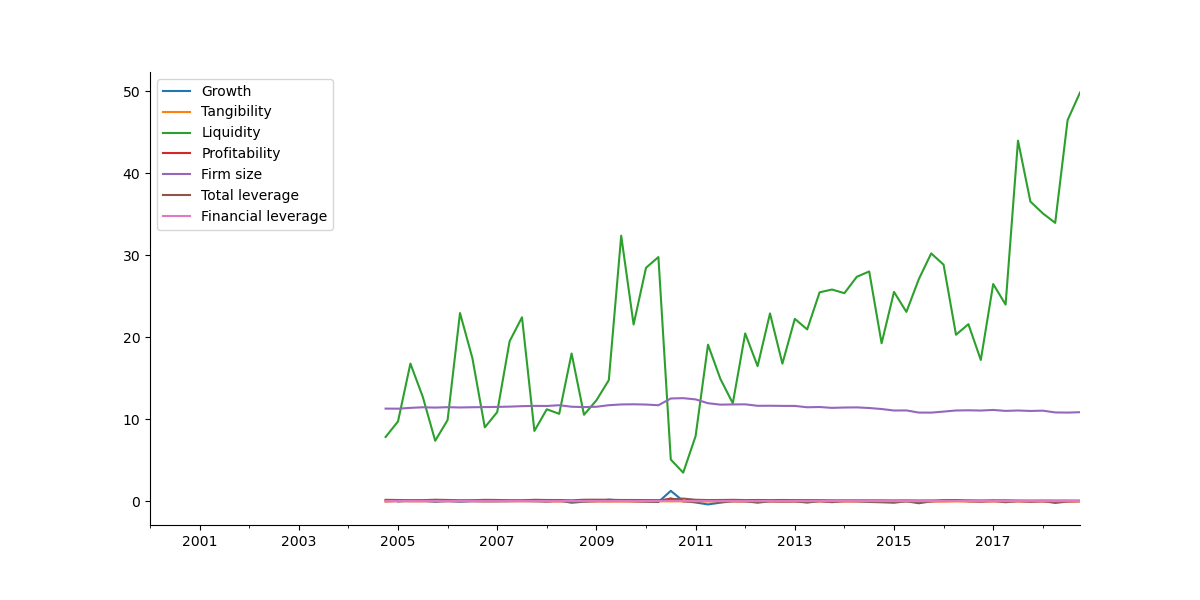 50
40
30
20
10
0
Growth
Tangibility
Liquidity
Profitability
Firm size
Total leverage
Financial leverage
2001 2003 2005 2007 2009 2011 2013 2015 2017